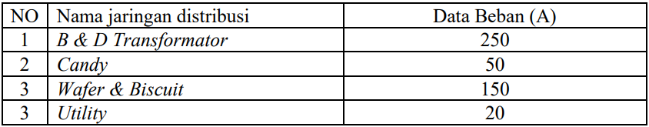 NO Nama jaringan distribusi Data Beban (A)
1 B & D Transformator 250
2 Candy 50
3 Wafer & Biscuit 150
3 Utility 20